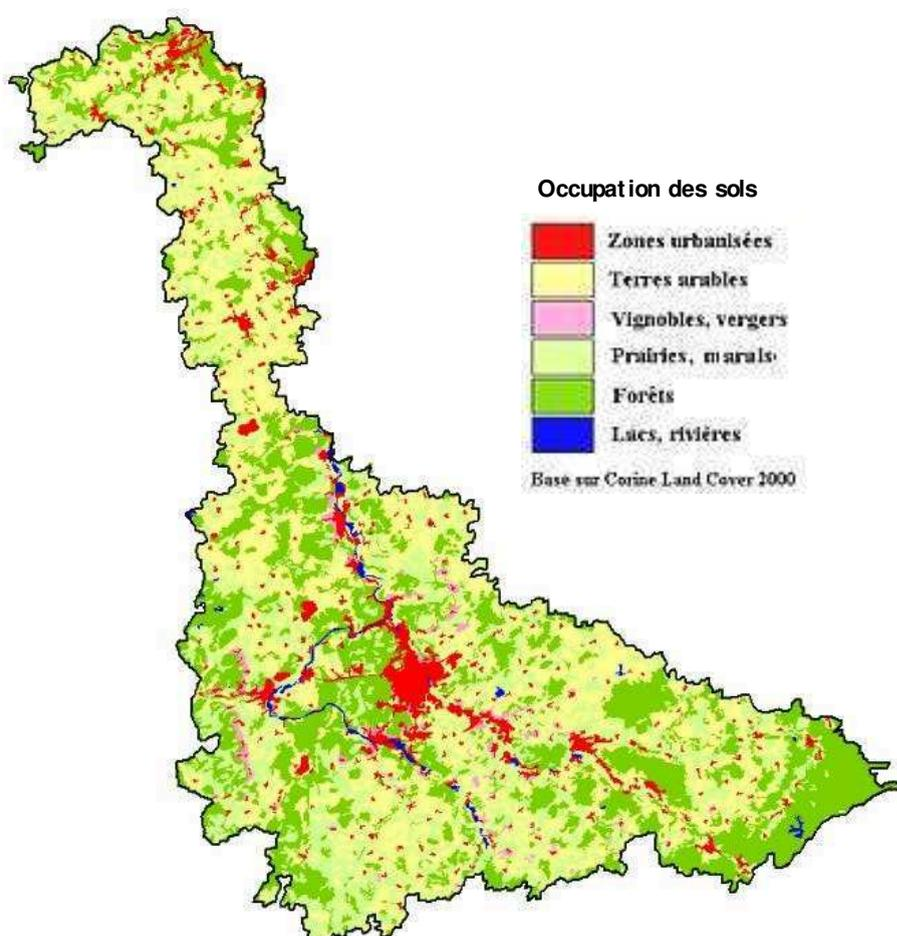 Occupation des sols
Zones urbanisées
Terres arables
Vignobles, vergers
Prairies, marais
Forêts
Lacs, rivières
Base sur Corine Land Cover 2000